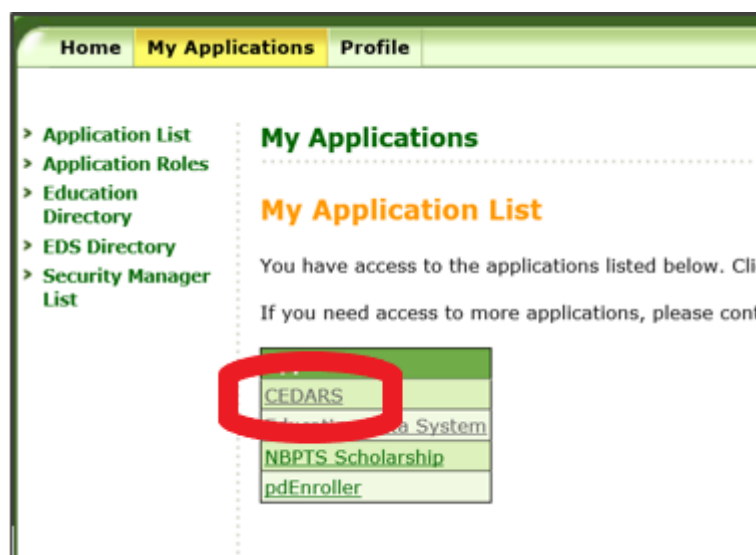 Home My Applications Profile
Application List
Application Roles
Education
Directory
EDS Directory
Security Manager
List
My Applications
My Application List
You have access to the applications listed below. Cli
If you need access to more applications, please cont
CEDARS
System
NBPTS Scholarship
pdEnroller